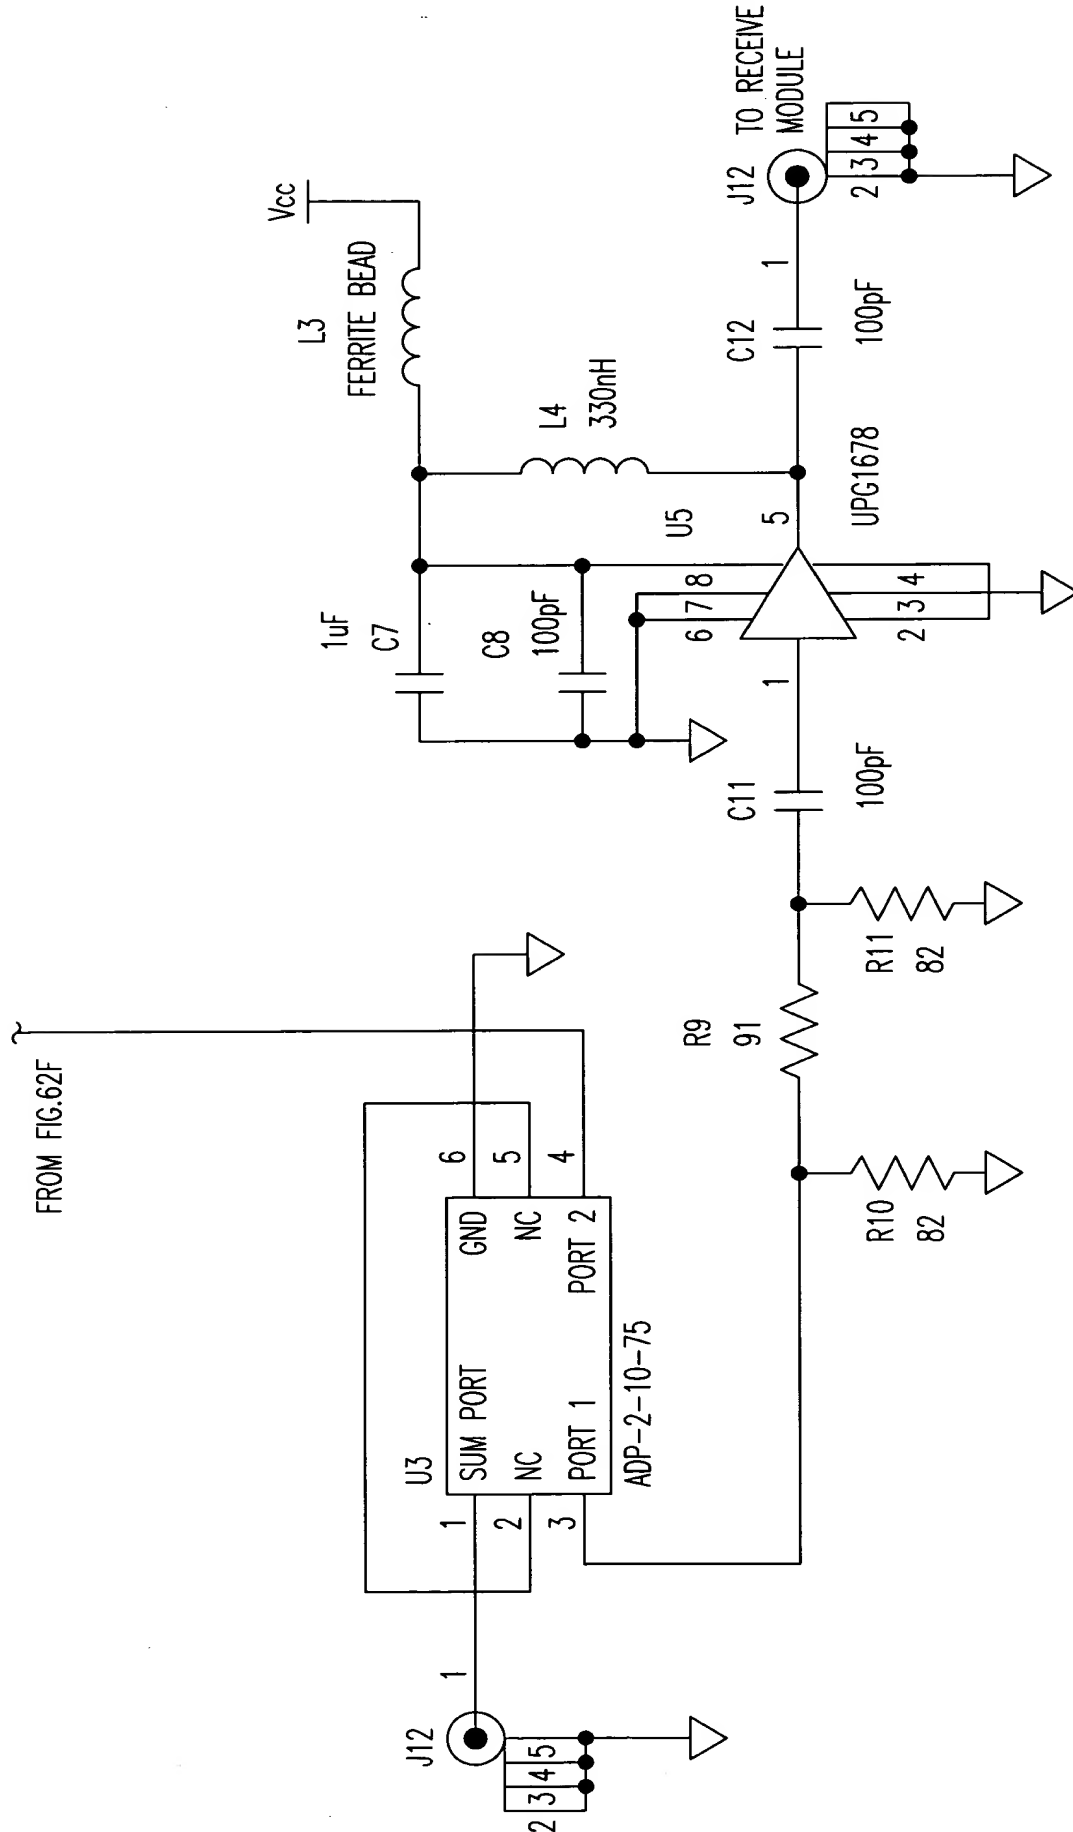 FROM FIG.62F
Vcc
L3
FERRITE BEAD
L4
330nH
1uF
C7
C8
100pF
U5
8
7
6
5
1
4
3
2
UPG1678
C12
100pF
1
J12
TO RECEIVE
MODULE
2
3
4
5
C11
100pF
R9
91
R11
82
R10
82
U3
SUM PORT
NC
PORT 1
GND
NC
PORT 2
1
2
3
6
5
4
ADP-2-10-75
J12
1
2
3
4
5